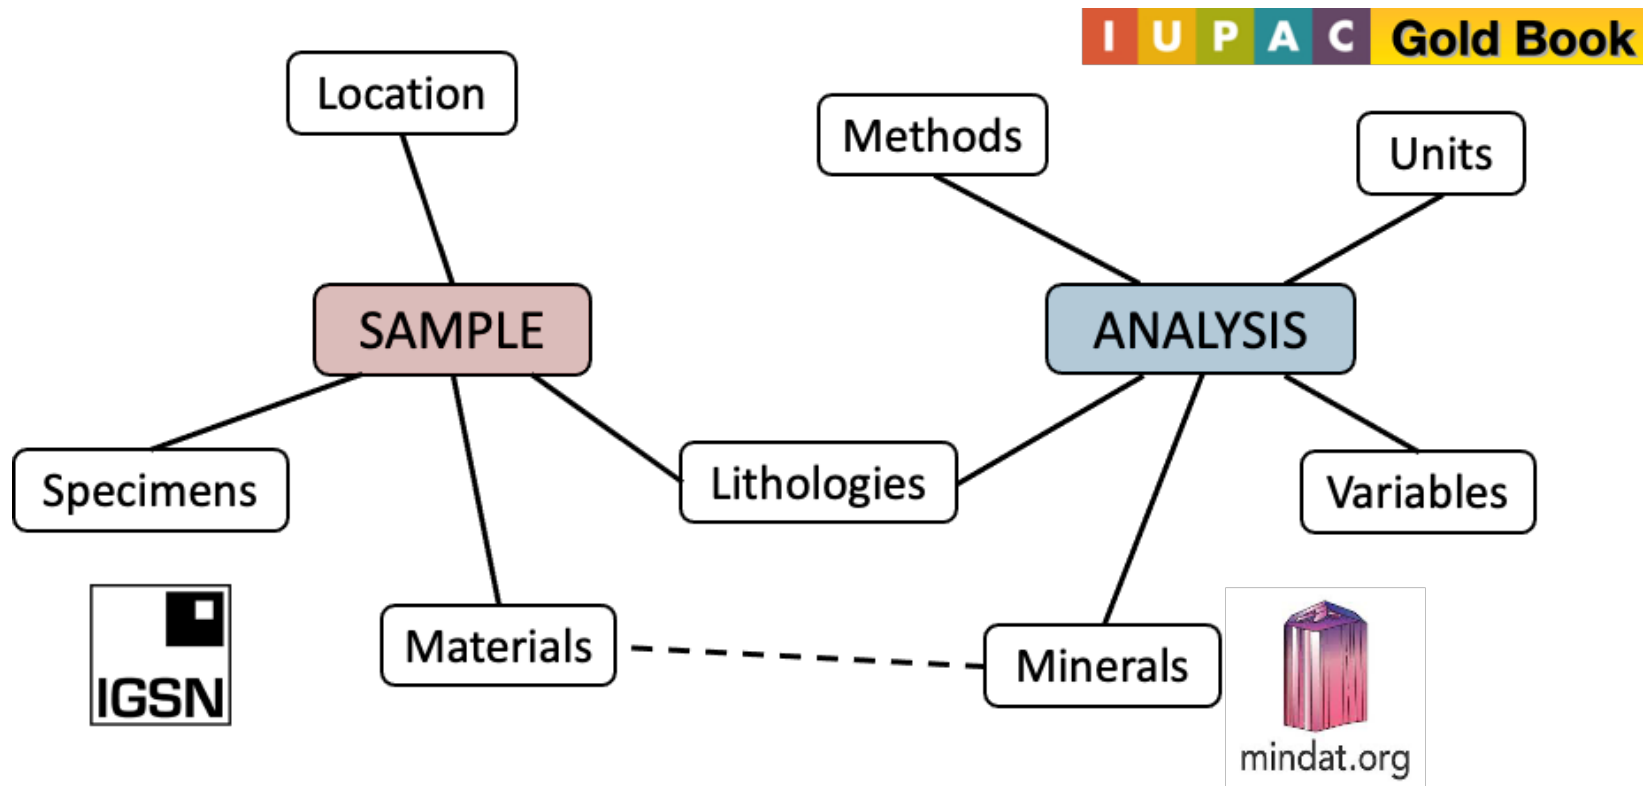 IUPAC Gold Book
Location
Methods
Units
SAMPLE
ANALYSIS
Specimens
Lithologies
Variables
Materials
Minerals
IGSN
mindat.org